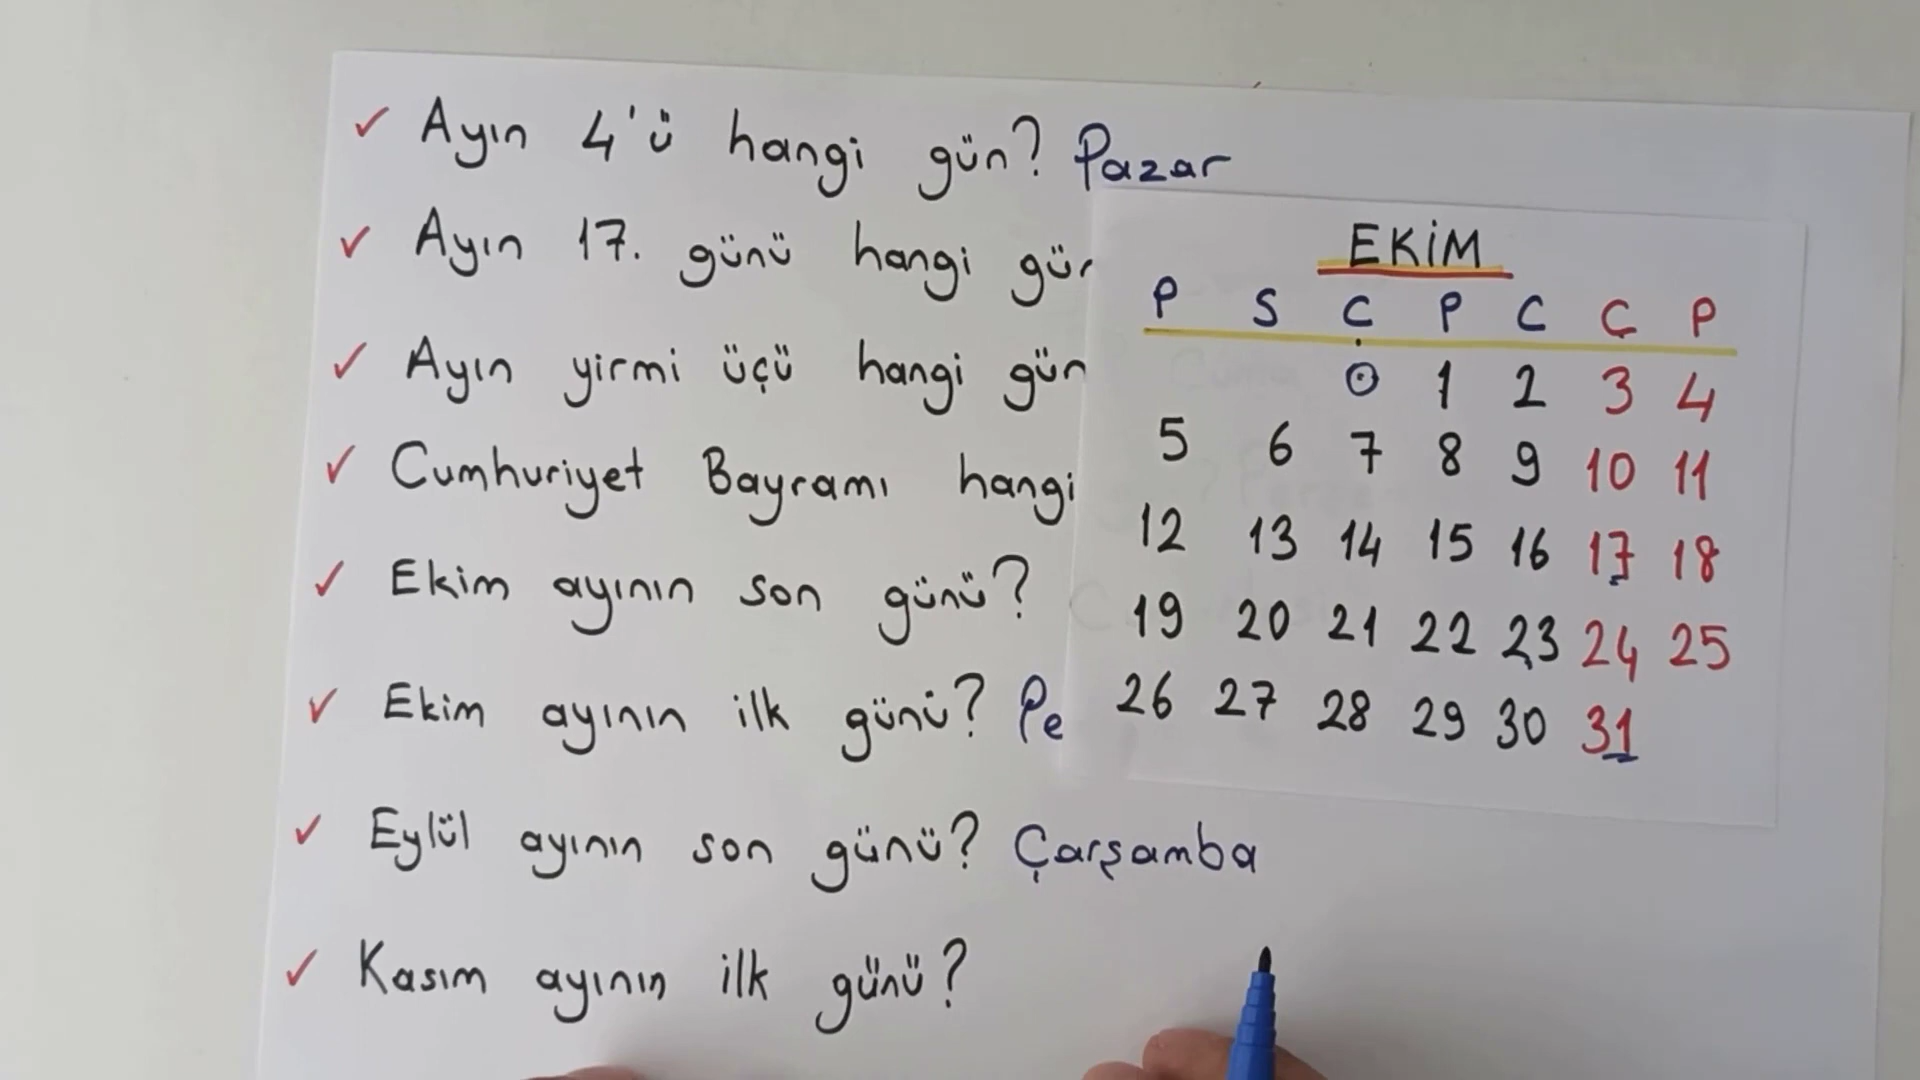 Ayın 4'ü hangi gün? Pazar
Ayın 17. günü hangi
Ayın yirmi üçü hangi gün
Cumhuriyet Bayramı hangi
Ekim ayının son günü?
Ekim ayının ilk günü? Pe
Eylül ayının son günü? Çarşamba
Kasım ayının ilk günü?
EKİM
P S Ç P C Ç P
1 2 3 4
5 6 7 8 9 10 11
12 13 14 15 16 17 18
19 20 21 22 23 24 25
26 27 28 29 30 31